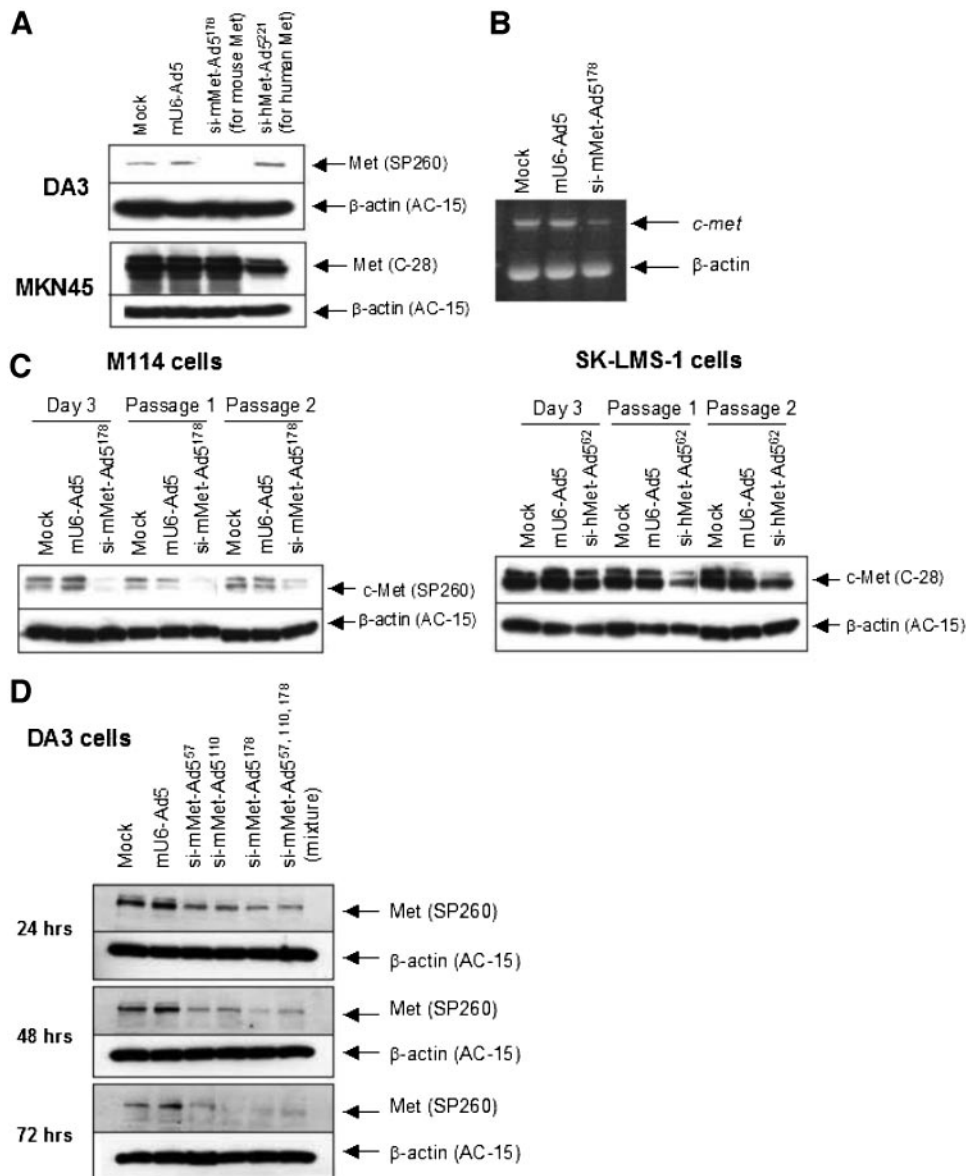 A
Mock
mU6-Ad5
si-mMet-Ad5¹⁷⁸
(for mouse Met)
si-hMet-Ad5²²¹
(for human Met)
DA3
Met (SP260)
β-actin (AC-15)
MKN45
Met (C-28)
β-actin (AC-15)
B
Mock
mU6-Ad5
si-mMet-Ad5¹⁷⁸
c-met
β-actin
C
M114 cells
Day 3 Passage 1 Passage 2
Mock
mU6-Ad5
si-mMet-Ad5¹⁷⁸
Mock
mU6-Ad5
si-mMet-Ad5¹⁷⁸
Mock
mU6-Ad5
si-mMet-Ad5¹⁷⁸
c-Met (SP260)
β-actin (AC-15)
SK-LMS-1 cells
Day 3 Passage 1 Passage 2
Mock
mU6-Ad5
si-hMet-Ad5⁶²
Mock
mU6-Ad5
si-hMet-Ad5⁶²
Mock
mU6-Ad5
si-hMet-Ad5⁶²
c-Met (C-28)
β-actin (AC-15)
D
DA3 cells
Mock
mU6-Ad5
si-mMet-Ad5⁵⁷
si-mMet-Ad5¹¹⁰
si-mMet-Ad5¹⁷⁸
si-mMet-Ad5⁵⁷, ¹¹⁰, ¹⁷⁸
(mixture)
24 hrs
Met (SP260)
β-actin (AC-15)
48 hrs
Met (SP260)
β-actin (AC-15)
72 hrs
Met (SP260)
β-actin (AC-15)